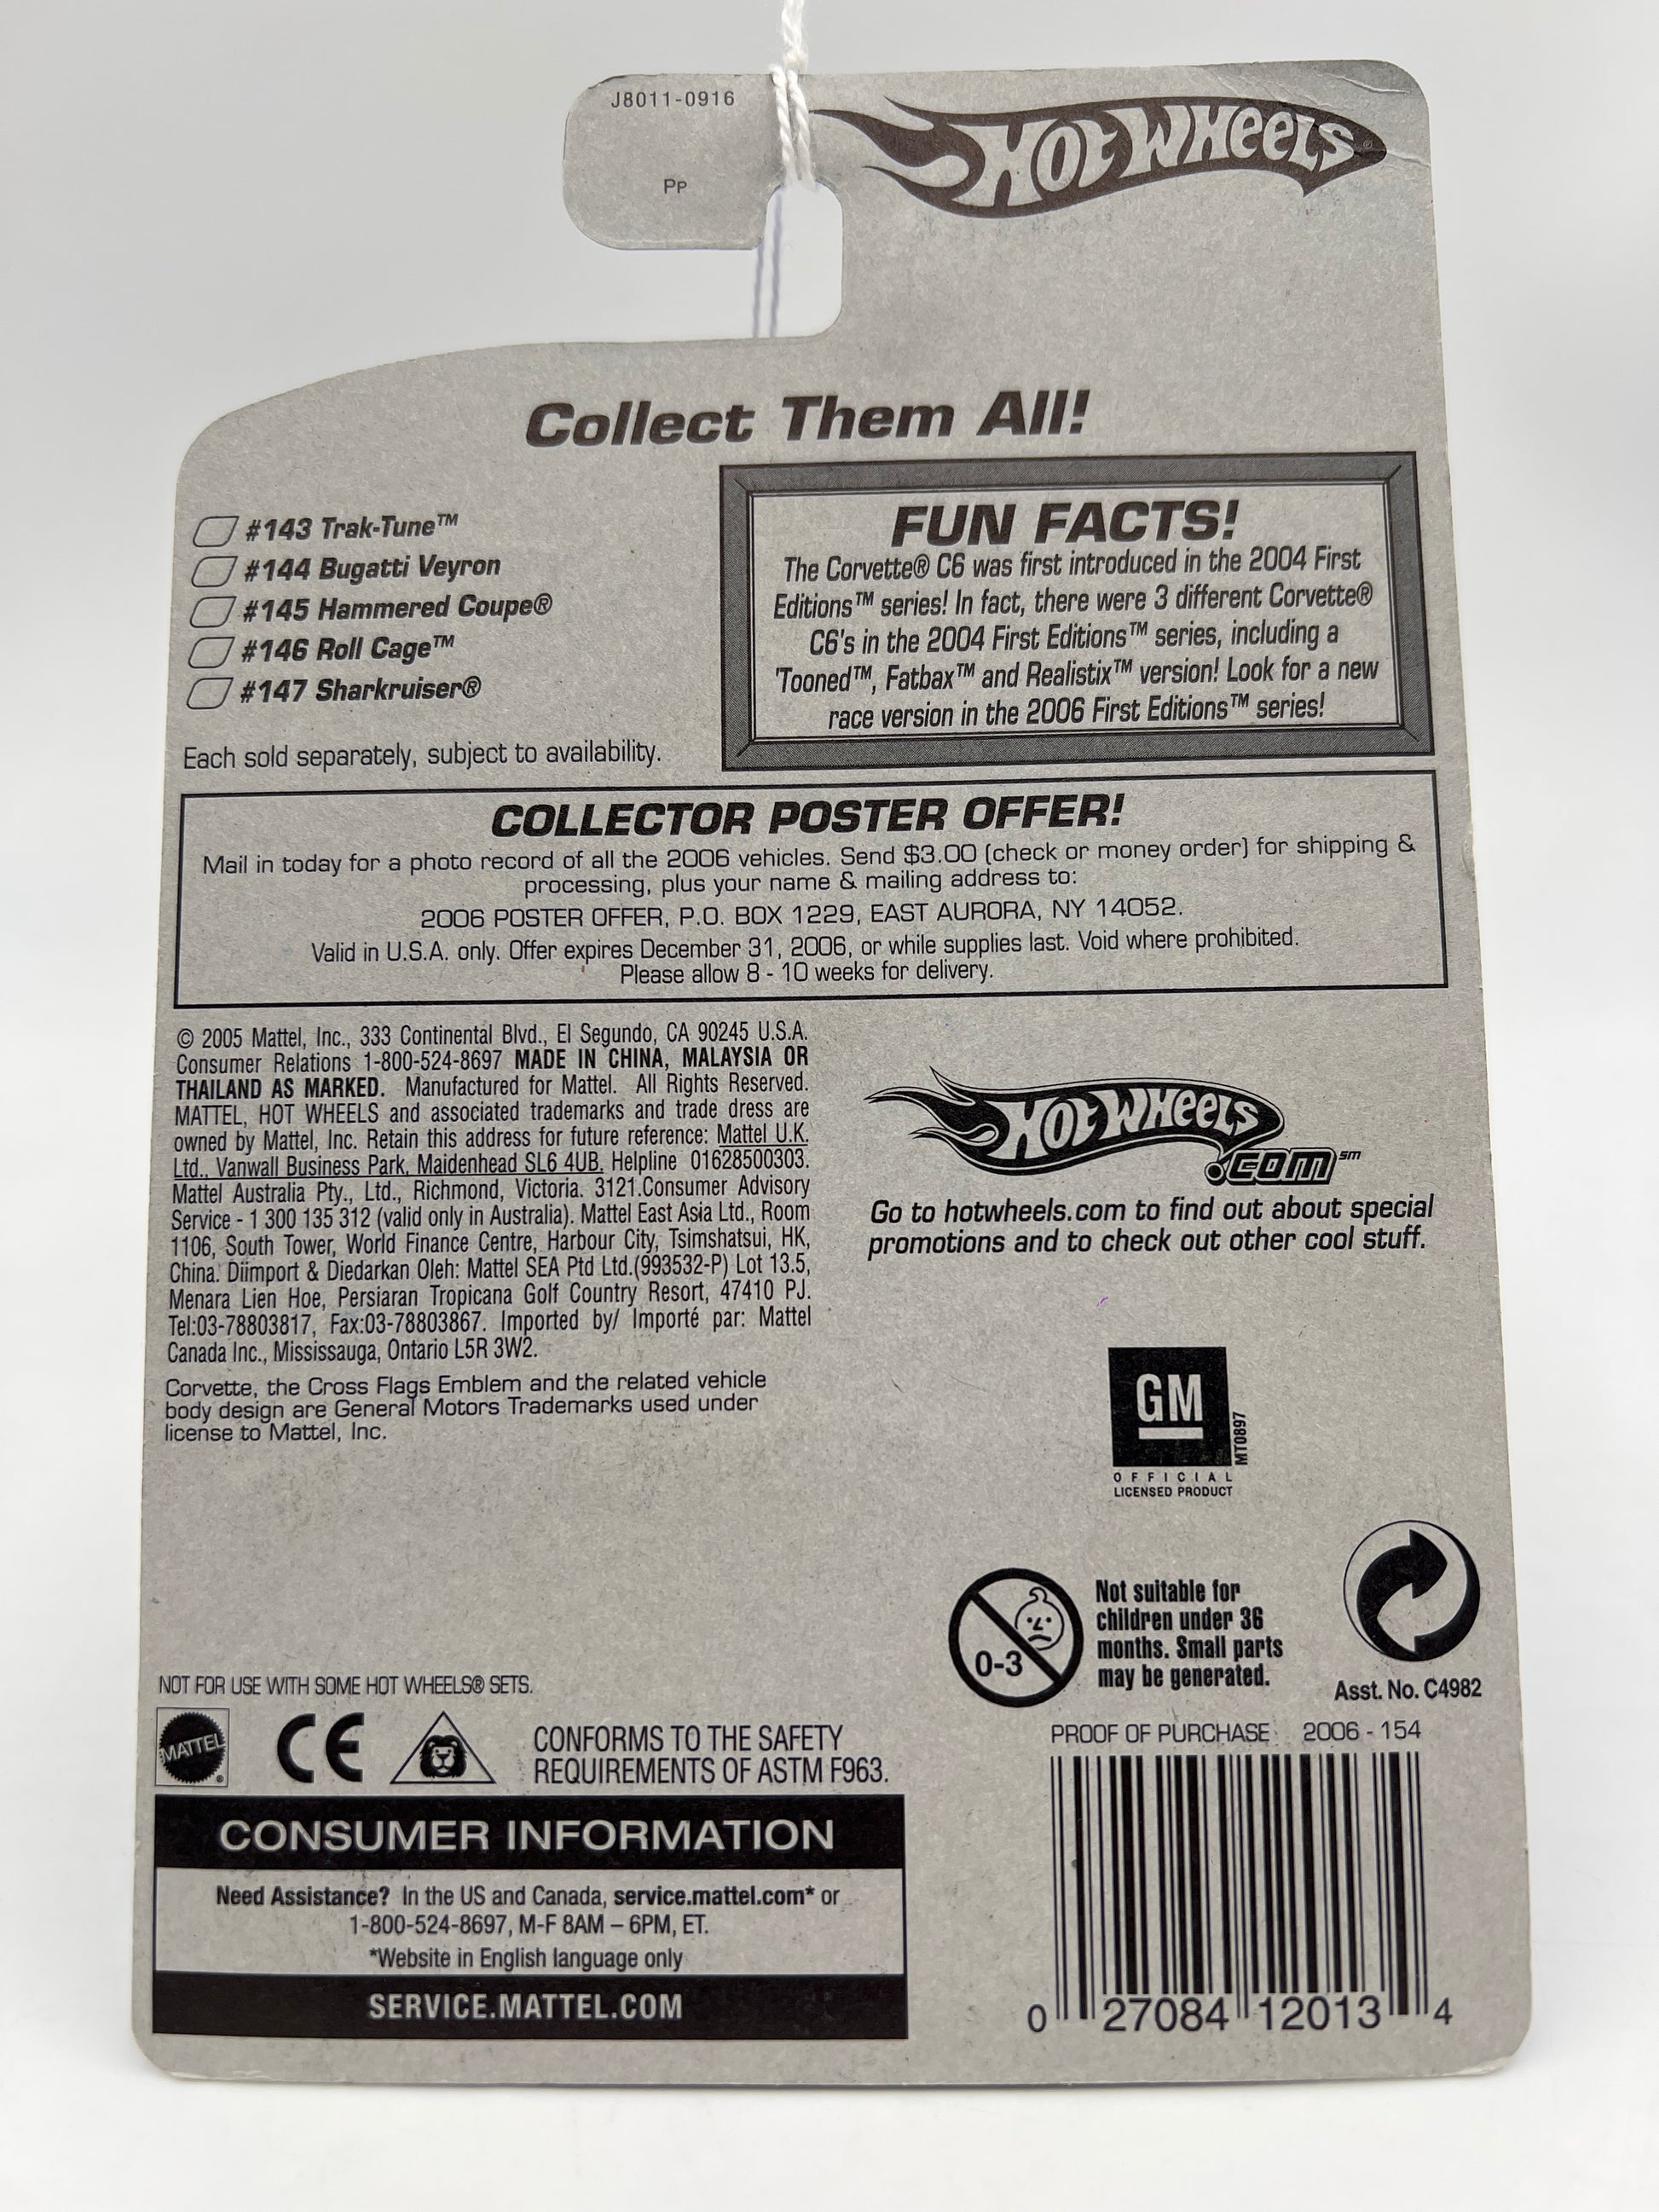 J8011-0916
Pp
HOT WHEELS
Collect Them All!
#143 Trak-Tune™
#144 Bugatti Veyron
#145 Hammered Coupe®
#146 Roll Cage™
#147 Sharkruiser®
Each sold separately, subject to availability.
FUN FACTS!
The Corvette® C6 was first introduced in the 2004 First
Editions™ series! In fact, there were 3 different Corvette®
C6's in the 2004 First Editions™ series, including a
'Tooned™, Fatbax™ and Realistix™ version! Look for a new
race version in the 2006 First Editions™ series!
COLLECTOR POSTER OFFER!
Mail in today for a photo record of all the 2006 vehicles. Send $3.00 (check or money order) for shipping &
processing, plus your name & mailing address to:
2006 POSTER OFFER, P.O. BOX 1229, EAST AURORA, NY 14052.
Valid in U.S.A. only. Offer expires December 31, 2006, or while supplies last. Void where prohibited.
Please allow 8 - 10 weeks for delivery.
© 2005 Mattel, Inc., 333 Continental Blvd., El Segundo, CA 90245 U.S.A.
Consumer Relations 1-800-524-8697 MADE IN CHINA, MALAYSIA OR
THAILAND AS MARKED. Manufactured for Mattel. All Rights Reserved.
MATTEL, HOT WHEELS and associated trademarks and trade dress are
owned by Mattel, Inc. Retain this address for future reference: Mattel U.K.
Ltd., Vanwall Business Park, Maidenhead SL6 4UB. Helpline 01628500303.
Mattel Australia Pty., Ltd., Richmond, Victoria. 3121.Consumer Advisory
Service - 1 300 135 312 (valid only in Australia). Mattel East Asia Ltd., Room
1106, South Tower, World Finance Centre, Harbour City, Tsimshatsui, HK,
China. Diimport & Diedarkan Oleh: Mattel SEA Ptd Ltd.(993532-P) Lot 13.5,
Menara Lien Hoe, Persiaran Tropicana Golf Country Resort, 47410 PJ.
Tel:03-78803817, Fax:03-78803867. Imported by/ Importé par: Mattel
Canada Inc., Mississauga, Ontario L5R 3W2.
Corvette, the Cross Flags Emblem and the related vehicle
body design are General Motors Trademarks used under
license to Mattel, Inc.
HOT WHEELS
.COM℠
Go to hotwheels.com to find out about special
promotions and to check out other cool stuff.
GM
MT0897
OFFICIAL
LICENSED PRODUCT
0-3
Not suitable for
children under 36
months. Small parts
may be generated.
Asst. No. C4982
NOT FOR USE WITH SOME HOT WHEELS® SETS.
MATTEL®
CE
CONFORMS TO THE SAFETY
REQUIREMENTS OF ASTM F963.
CONSUMER INFORMATION
Need Assistance? In the US and Canada, service.mattel.com* or
1-800-524-8697, M-F 8AM – 6PM, ET.
*Website in English language only
SERVICE.MATTEL.COM
PROOF OF PURCHASE 2006 - 154
0 27084 12013 4